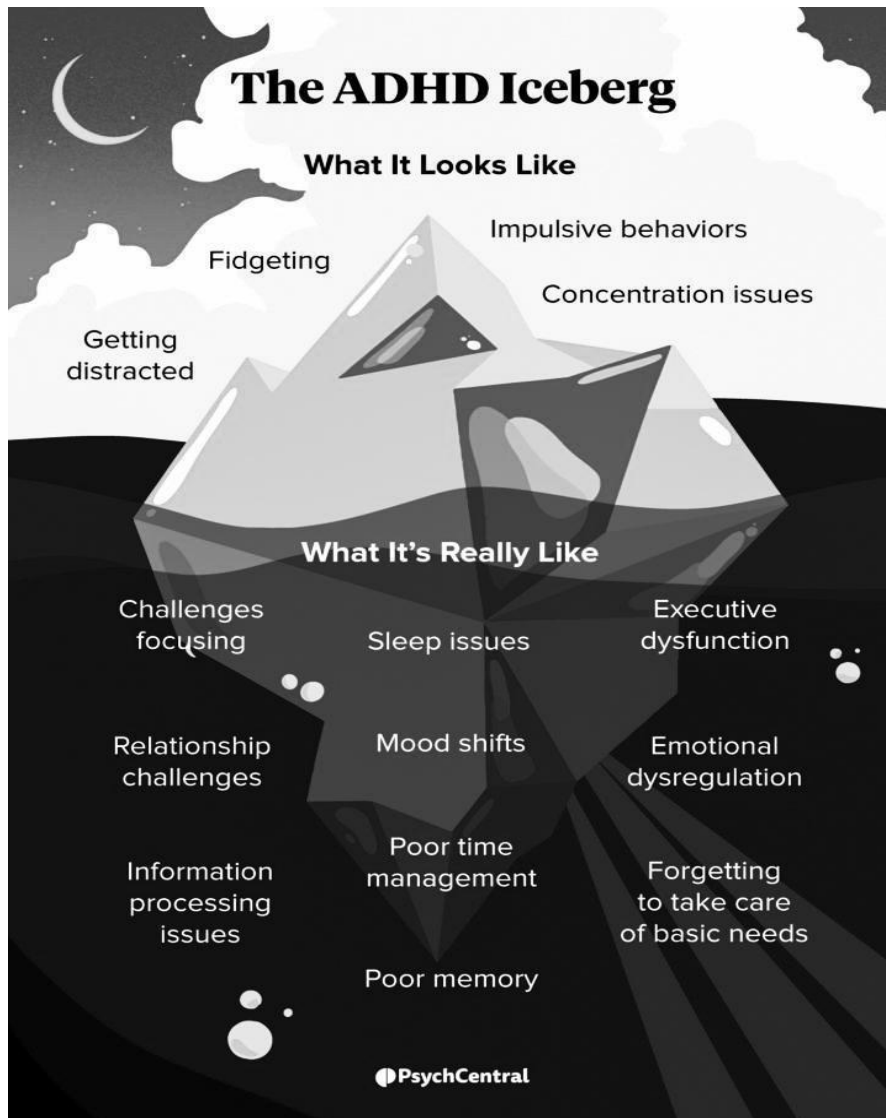 The ADHD Iceberg
What It Looks Like
Impulsive behaviors
Fidgeting
Concentration issues
Getting
distracted
What It's Really Like
Challenges
focusing
Sleep issues
Executive
dysfunction
Relationship
challenges
Mood shifts
Emotional
dysregulation
Information
processing
issues
Poor time
management
Forgetting
to take care
of basic needs
Poor memory
PsychCentral